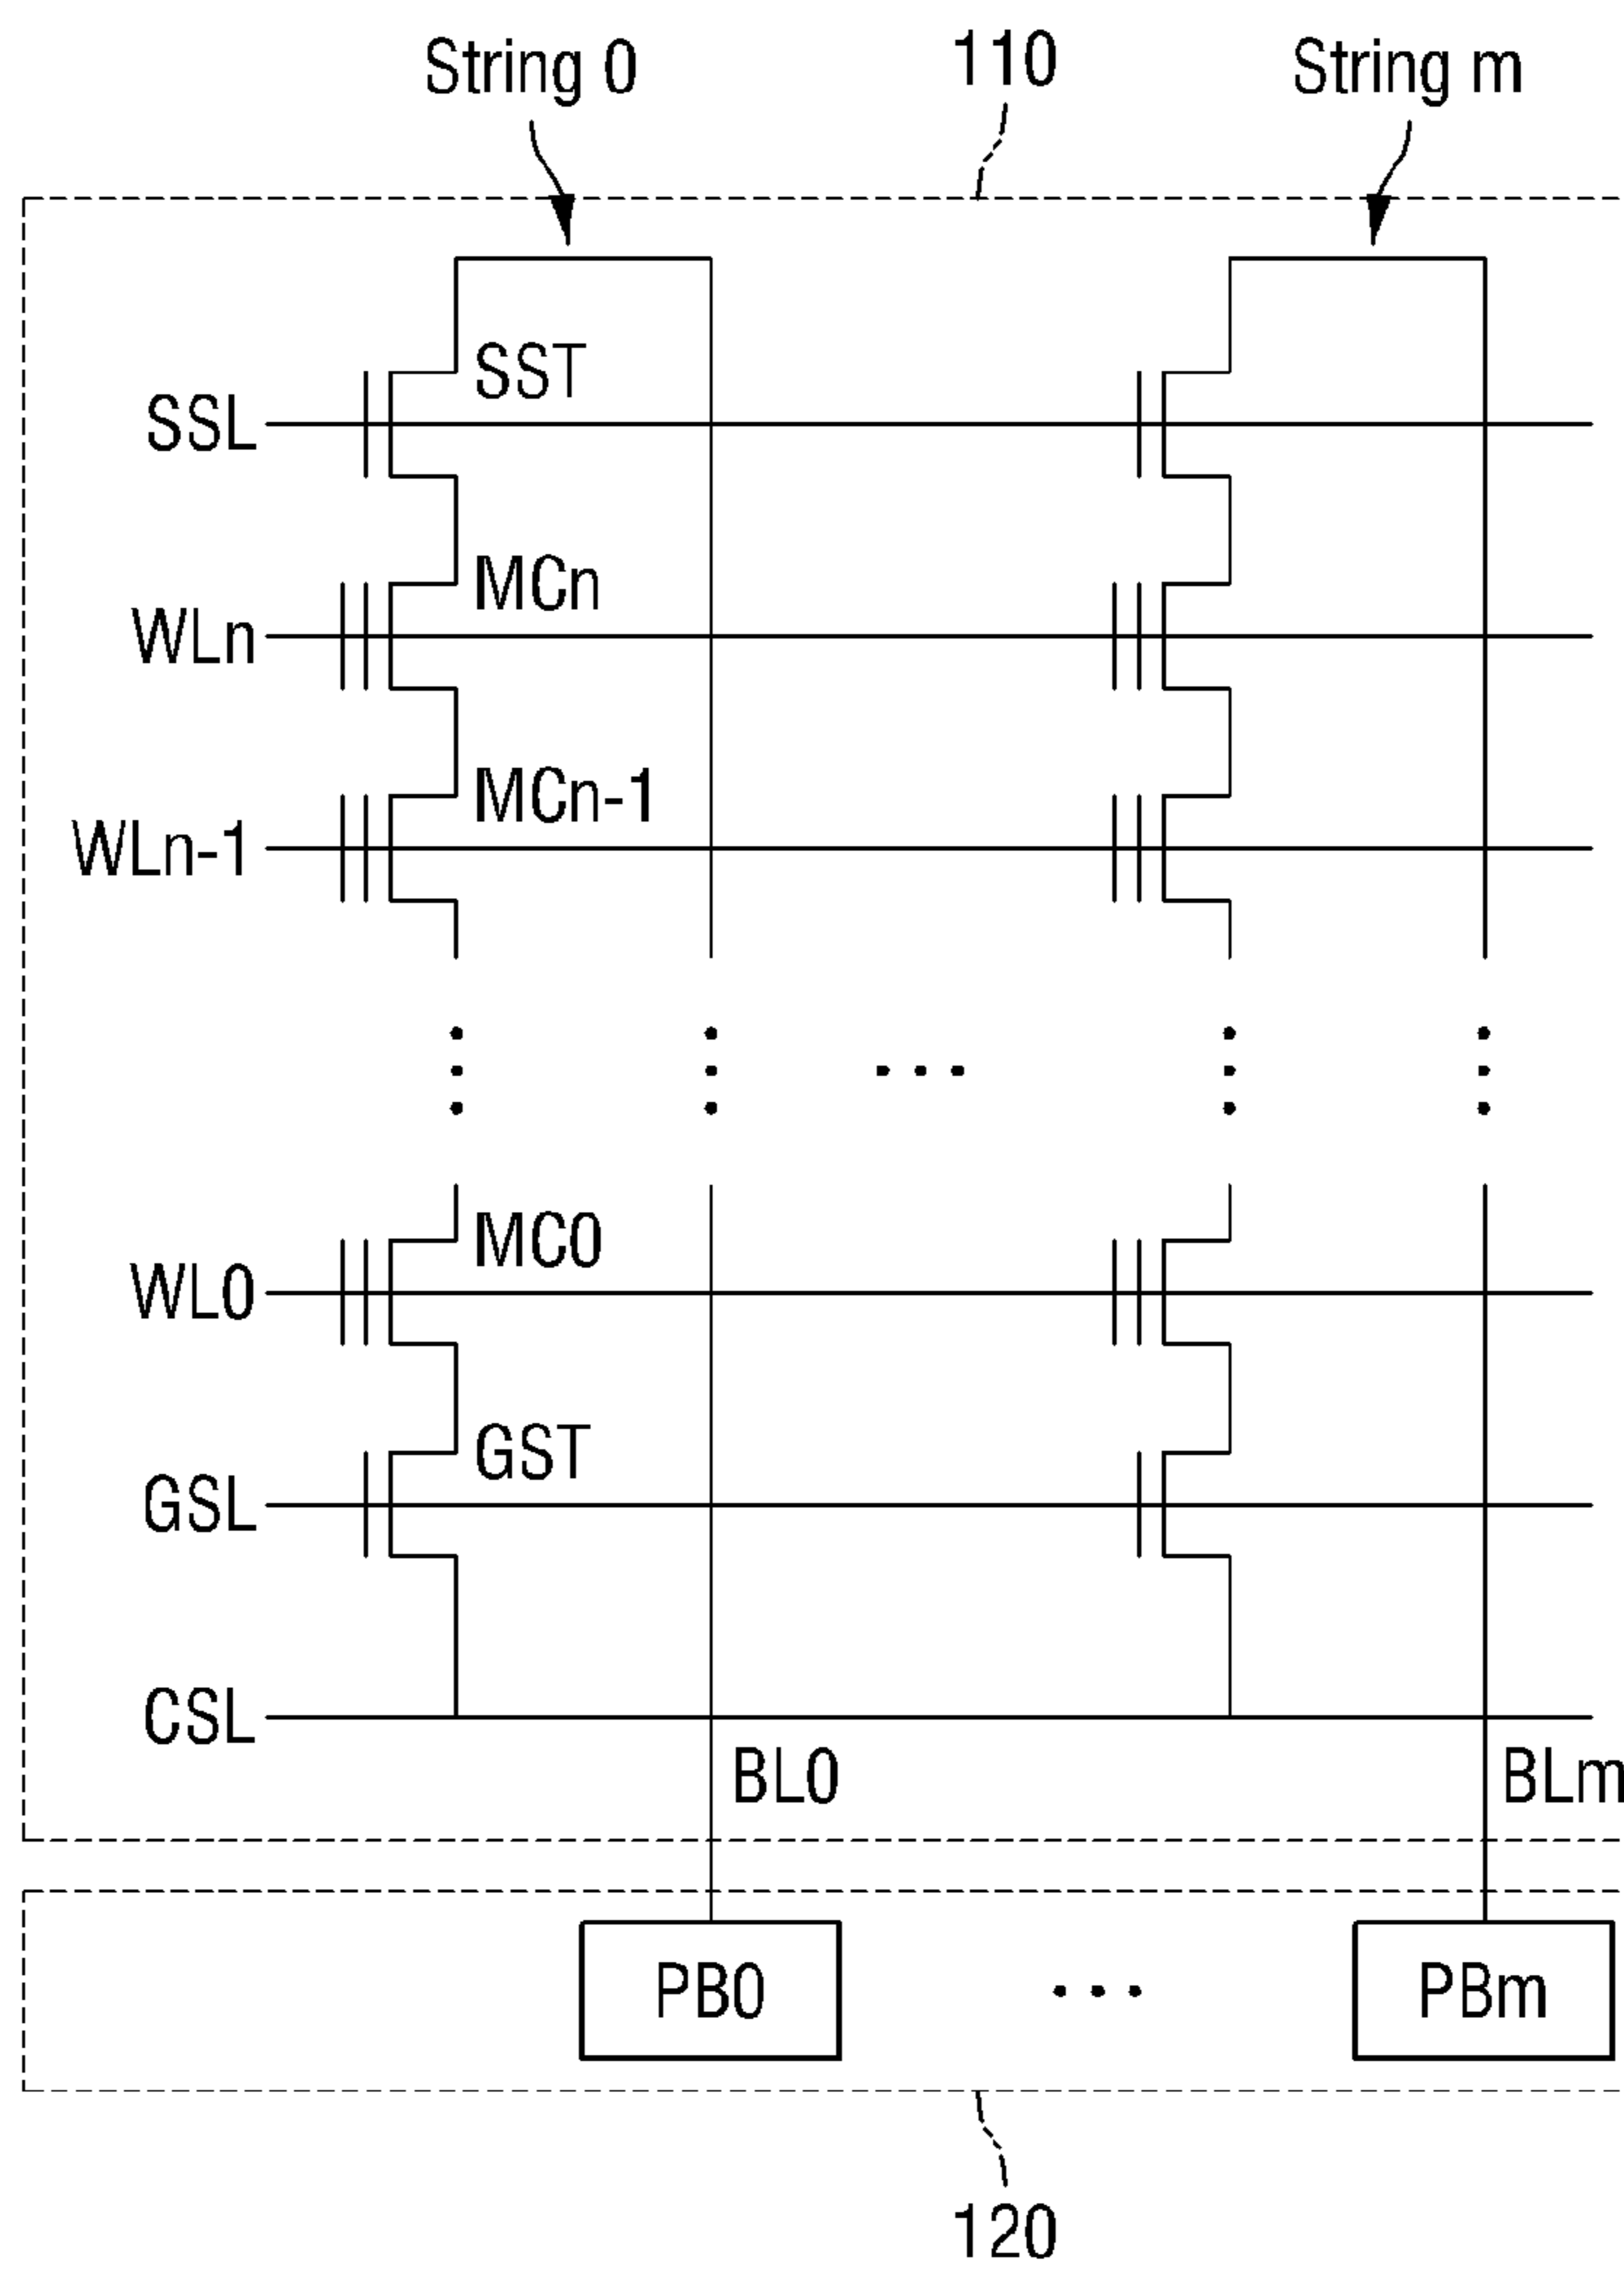 String 0
110
String m
SST
SSL
MCn
WLn
MCn-1
WLn-1
MC0
WL0
GST
GSL
CSL
BL0
BLm
PB0
PBm
120